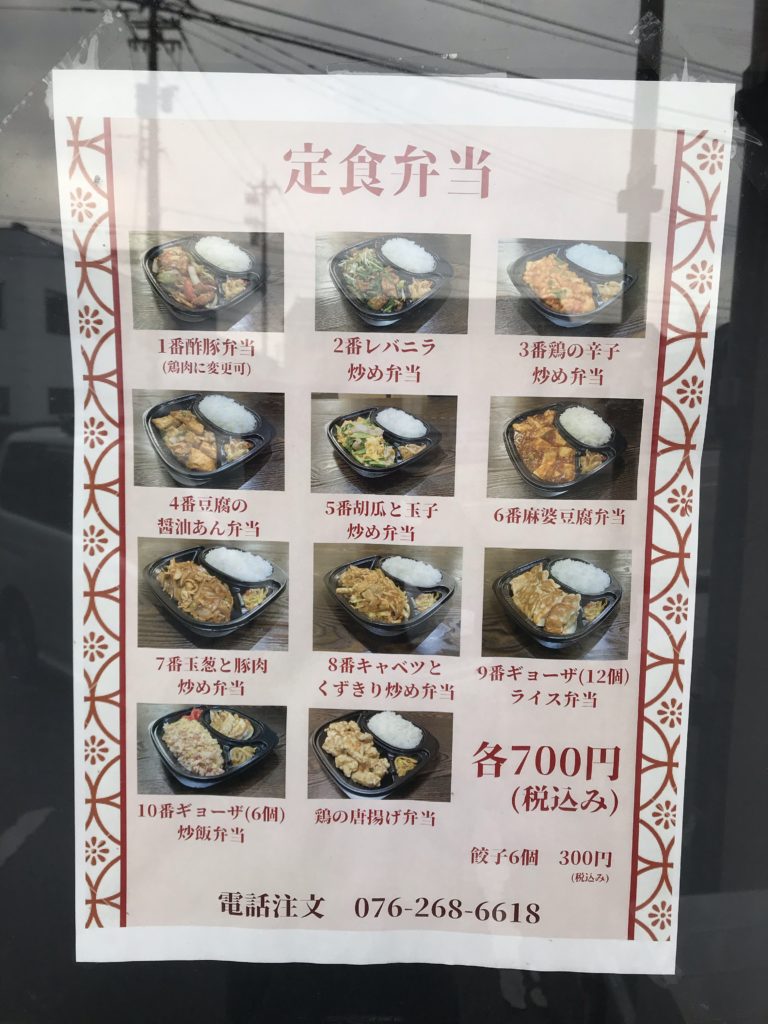 定食弁当
1番酢豚弁当
(鶏肉に変更可)
2番レバニラ
炒め弁当
3番鶏の辛子
炒め弁当
4番豆腐の
醤油あん弁当
5番胡瓜と玉子
炒め弁当
6番麻婆豆腐弁当
7番玉葱と豚肉
炒め弁当
8番キャベツと
くずきり炒め弁当
9番ギョーザ(12個)
ライス弁当
10番ギョーザ(6個)
炒飯弁当
鶏の唐揚げ弁当
各700円
(税込み)
餃子6個 300円
(税込み)
電話注文 076-268-6618